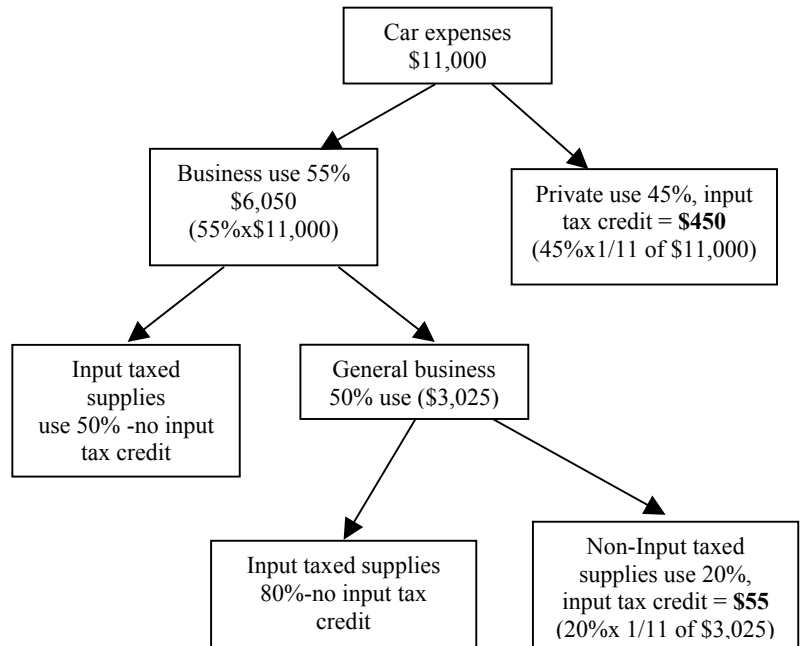 Car expenses
$11,000
Business use 55%
$6,050
(55%x$11,000)
Private use 45%, input
tax credit = $450
(45%x1/11 of $11,000)
Input taxed
supplies
use 50% -no input
tax credit
General business
50% use ($3,025)
Input taxed supplies
80%-no input tax
credit
Non-Input taxed
supplies use 20%,
input tax credit = $55
(20%x 1/11 of $3,025)